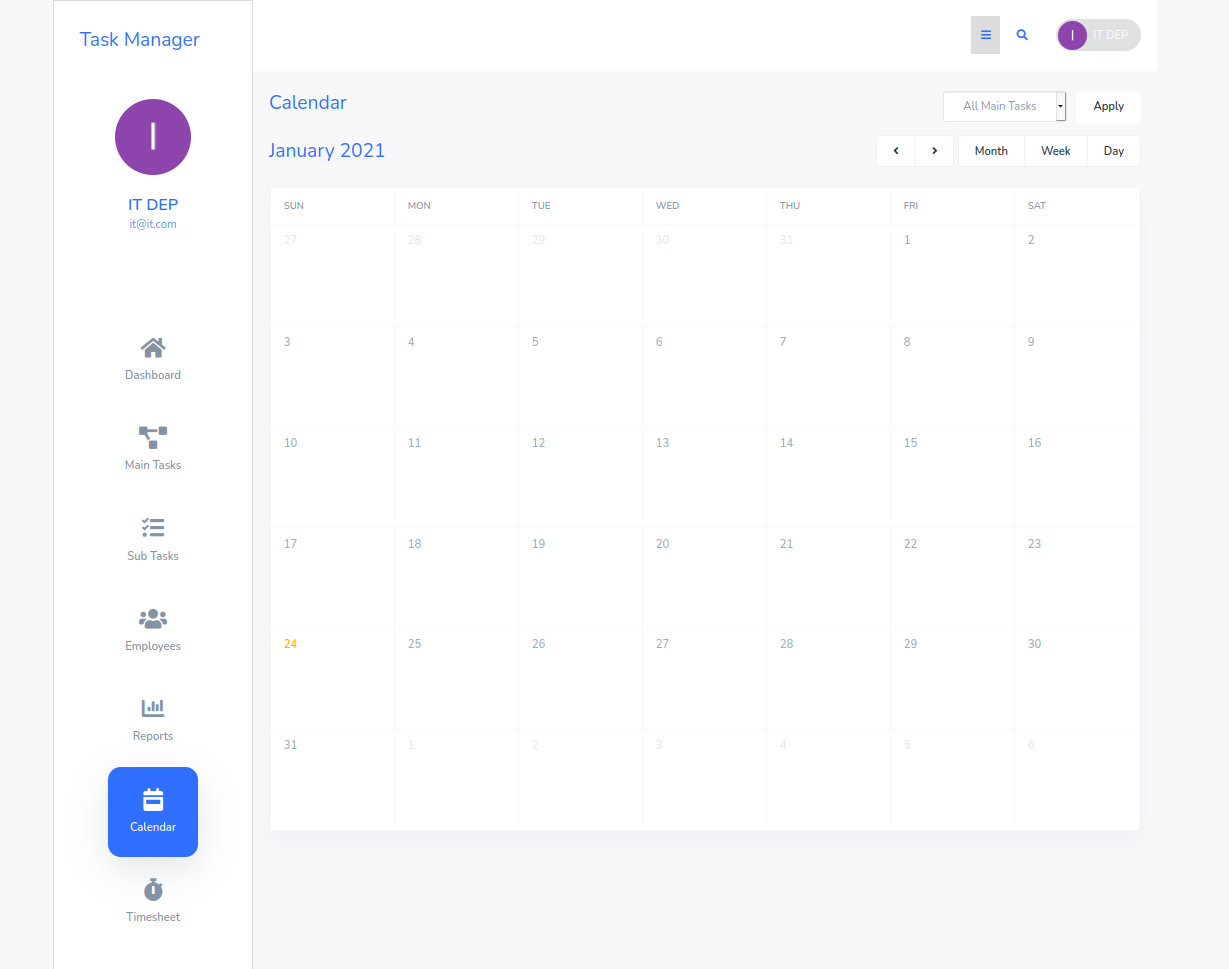 Task Manager
I
IT DEP
it@it.com
Dashboard
Main Tasks
Sub Tasks
Employees
Reports
Calendar
Timesheet
I IT DEP
Calendar
All Main Tasks Apply
January 2021
Month Week Day
SUN MON TUE WED THU FRI SAT
27 28 29 30 31 1 2
3 4 5 6 7 8 9
10 11 12 13 14 15 16
17 18 19 20 21 22 23
24 25 26 27 28 29 30
31 1 2 3 4 5 6